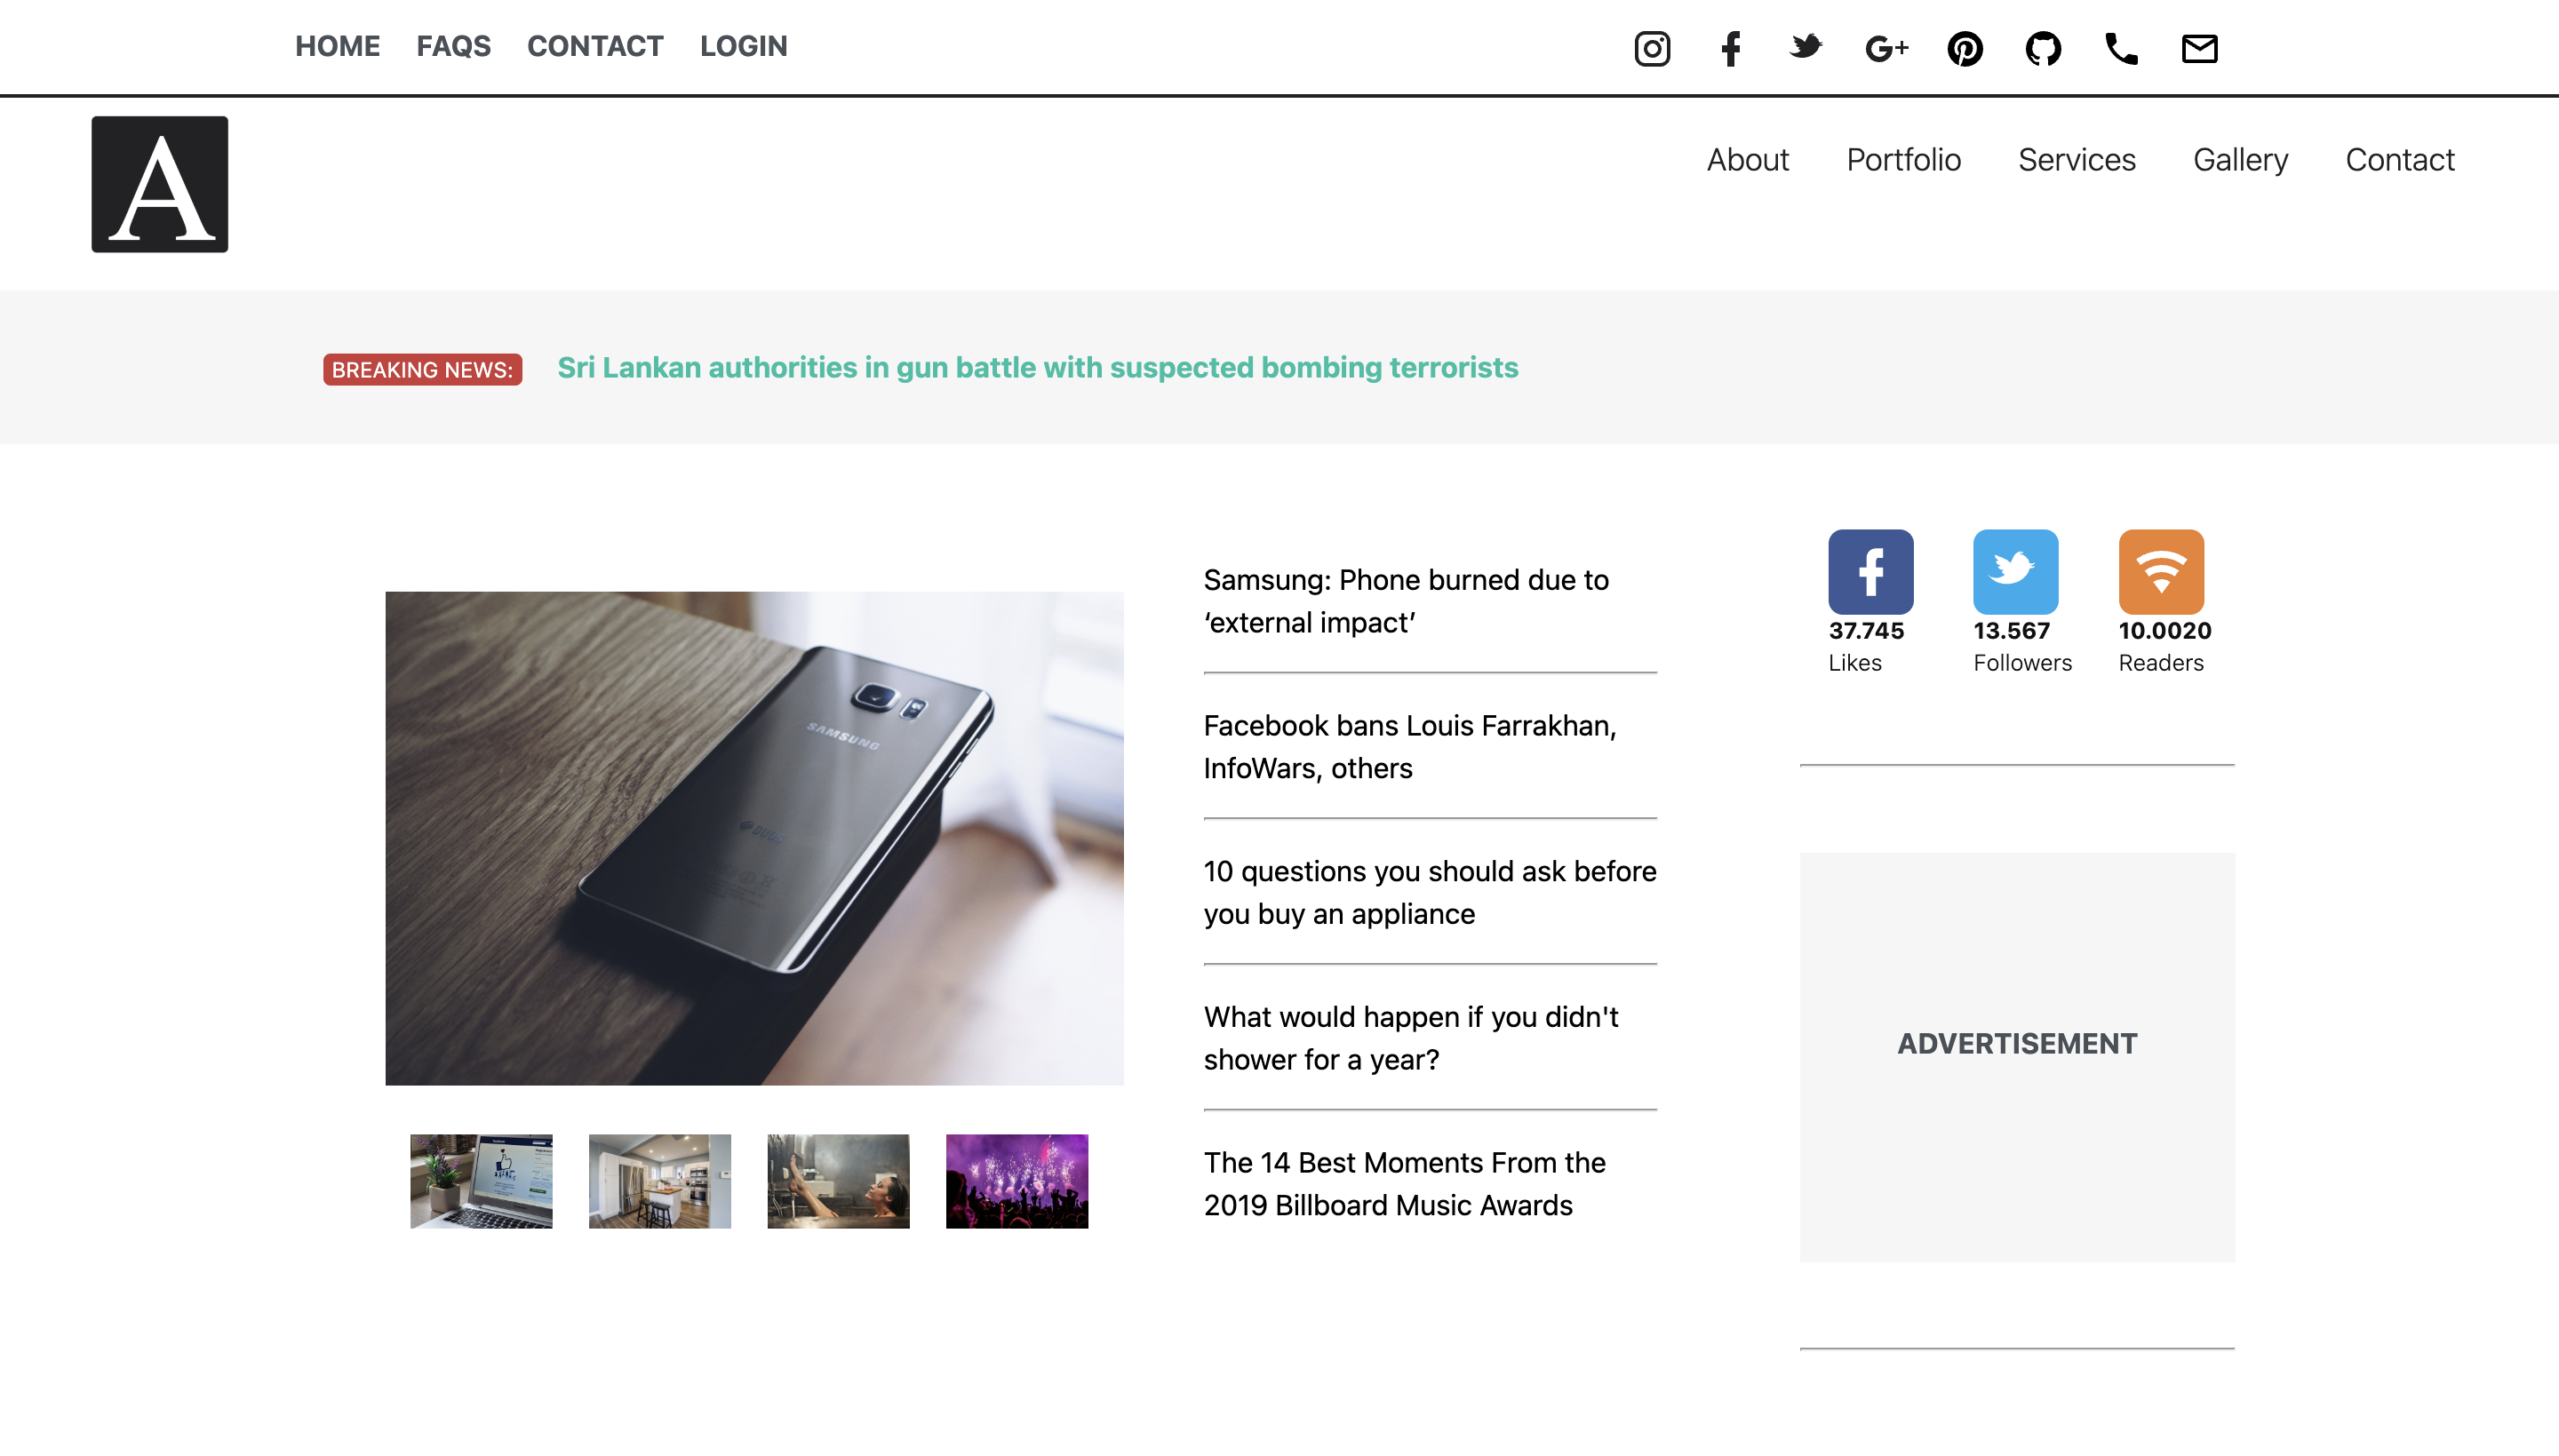 HOME FAQS CONTACT LOGIN
G+
A
About Portfolio Services Gallery Contact
BREAKING NEWS: Sri Lankan authorities in gun battle with suspected bombing terrorists
SAMSUNG
Samsung: Phone burned due to
‘external impact’
Facebook bans Louis Farrakhan,
InfoWars, others
10 questions you should ask before
you buy an appliance
What would happen if you didn't
shower for a year?
The 14 Best Moments From the
2019 Billboard Music Awards
37.745 13.567 10.0020
Likes Followers Readers
ADVERTISEMENT